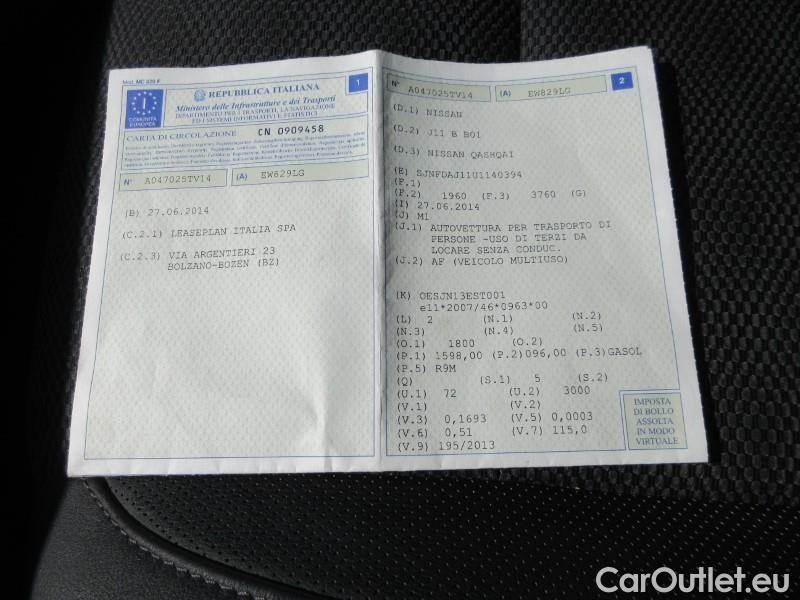 Mod. MC 820 F
1
REPUBBLICA ITALIANA
Ministero delle Infrastrutture e dei Trasporti
DIPARTIMENTO PER I TRASPORTI, LA NAVIGAZIONE
ED I SISTEMI INFORMATIVI E STATISTICI
I
COMUNITÀ
EUROPEA
CARTA DI CIRCOLAZIONE CN 0909458
N° A047025TV14 (A) EW829LG
(B) 27.06.2014
(C.2.1) LEASEPLAN ITALIA SPA
(C.2.3) VIA ARGENTIERI 23
BOLZANO-BOZEN (BZ)
N° A047025TV14 (A) EW829LG 2
(D.1) NISSAN
(D.2) J11 B B01
(D.3) NISSAN QASHQAI
(E) SJNFDAJ11U1140394
(F.1)
(F.2) 1960 (F.3) 3760 (G)
(I) 27.06.2014
(J) M1
(J.1) AUTOVETTURA PER TRASPORTO DI
PERSONE -USO DI TERZI DA
LOCARE SENZA CONDUC.
(J.2) AF (VEICOLO MULTIUSO)
(K) OESJN13EST001
e11*2007/46*0963*00
(L) 2 (N.1) (N.2)
(N.3) (N.4) (N.5)
(O.1) 1800 (O.2)
(P.1) 1598,00 (P.2)096,00 (P.3)GASOL
(P.5) R9M
(Q) (S.1) 5 (S.2)
(U.1) 72 (U.2) 3000
(V.1) (V.2)
(V.3) 0,1693 (V.5) 0,0003
(V.6) 0,51 (V.7) 115,0
(V.9) 195/2013
IMPOSTA
DI BOLLO
ASSOLTA
IN MODO
VIRTUALE
CarOutlet.eu